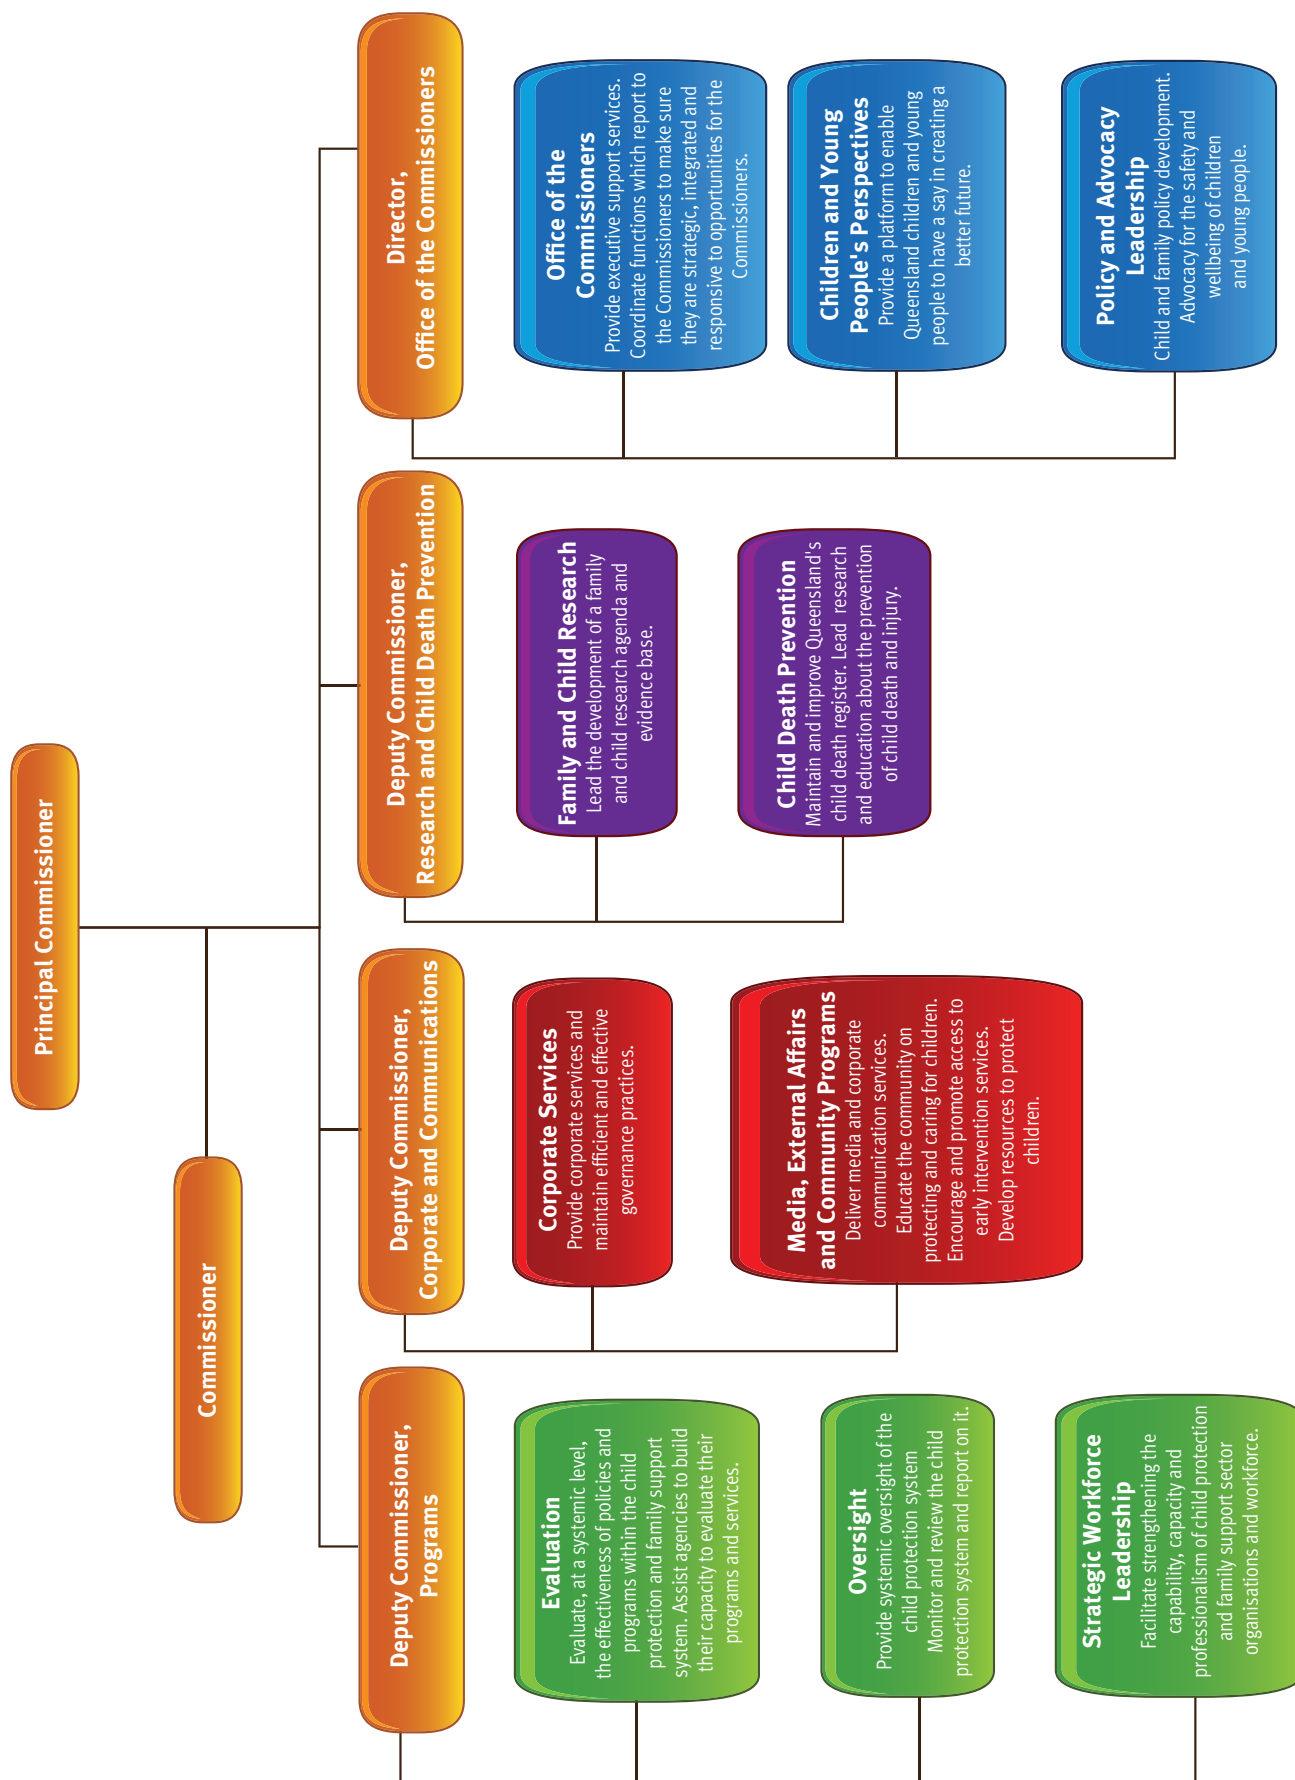 Principal Commissioner
Commissioner
Deputy Commissioner,
Programs
Evaluation
Evaluate, at a systemic level,
the effectiveness of policies and
programs within the child
protection and family support
system. Assist agencies to build
their capacity to evaluate their
programs and services.
Oversight
Provide systemic oversight of the
child protection system
Monitor and review the child
protection system and report on it.
Strategic Workforce
Leadership
Facilitate strengthening the
capability, capacity and
professionalism of child protection
and family support sector
organisations and workforce.
Deputy Commissioner,
Corporate and Communications
Corporate Services
Provide corporate services and
maintain efficient and effective
governance practices.
Media, External Affairs
and Community Programs
Deliver media and corporate
communication services.
Educate the community on
protecting and caring for children.
Encourage and promote access to
early intervention services.
Develop resources to protect
children.
Deputy Commissioner,
Research and Child Death Prevention
Family and Child Research
Lead the development of a family
and child research agenda and
evidence base.
Child Death Prevention
Maintain and improve Queensland's
child death register. Lead research
and education about the prevention
of child death and injury.
Director,
Office of the Commissioners
Office of the
Commissioners
Provide executive support services.
Coordinate functions which report to
the Commissioners to make sure
they are strategic, integrated and
responsive to opportunities for the
Commissioners.
Children and Young
People's Perspectives
Provide a platform to enable
Queensland children and young
people to have a say in creating a
better future.
Policy and Advocacy
Leadership
Child and family policy development.
Advocacy for the safety and
wellbeing of children
and young people.